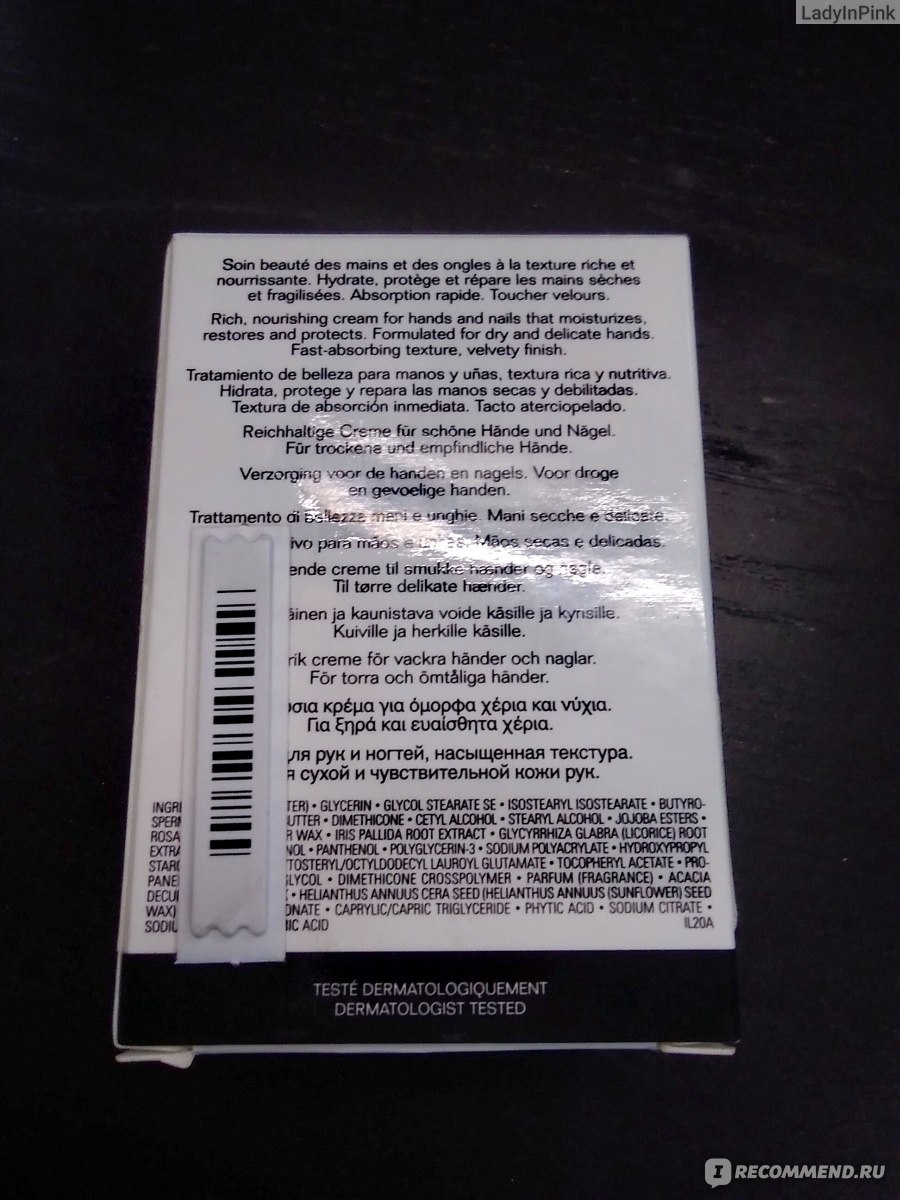 LadyInPink
Soin beauté des mains et des ongles à la texture riche et
nourrissante. Hydrate, protège et répare les mains sèches
et fragilisées. Absorption rapide. Toucher velours.
Rich, nourishing cream for hands and nails that moisturizes,
restores and protects. Formulated for dry and delicate hands.
Fast-absorbing texture, velvety finish.
Tratamiento de belleza para manos y uñas, textura rica y nutritiva.
Hidrata, protege y repara las manos secas y debilitadas.
Textura de absorción inmediata. Tacto aterciopelado.
Reichhaltige Creme für schöne Hände und Nägel.
Für trockene und empfindliche Hände.
Verzorging voor de handen en nagels. Voor droge
en gevoelige handen.
Trattamento di bellezza mani e unghie. Mani secche e delicate.
para mãos e unhas. Mãos secas e delicadas.
creme til smukke hænder og negle.
Til tørre delikate hænder.
ja kaunistava voide käsille ja kynsille.
Kuiville ja herkille käsille.
creme för vackra händer och naglar.
För torra och ömtåliga händer.
κρέμα για όμορφα χέρια και νύχια.
Για ξηρά και ευαίσθητα χέρια.
рук и ногтей, насыщенная текстура.
сухой и чувствительной кожи рук.
• GLYCERIN • GLYCOL STEARATE SE • ISOSTEARYL ISOSTEARATE • BUTYRO-
• DIMETHICONE • CETYL ALCOHOL • STEARYL ALCOHOL • JOJOBA ESTERS •
WAX • IRIS PALLIDA ROOT EXTRACT • GLYCYRRHIZA GLABRA (LICORICE) ROOT
• PANTHENOL • POLYGLYCERIN-3 • SODIUM POLYACRYLATE • HYDROXYPROPYL
LAUROYL GLUTAMATE • TOCOPHERYL ACETATE • PRO-
• DIMETHICONE CROSSPOLYMER • PARFUM (FRAGRANCE) • ACACIA
• HELIANTHUS ANNUUS CERA SEED (HELIANTHUS ANNUUS (SUNFLOWER) SEED
WAX) • CAPRYLIC/CAPRIC TRIGLYCERIDE • PHYTIC ACID • SODIUM CITRATE •
ACID IL20A
TESTÉ DERMATOLOGIQUEMENT
DERMATOLOGIST TESTED
IRECOMMEND.RU